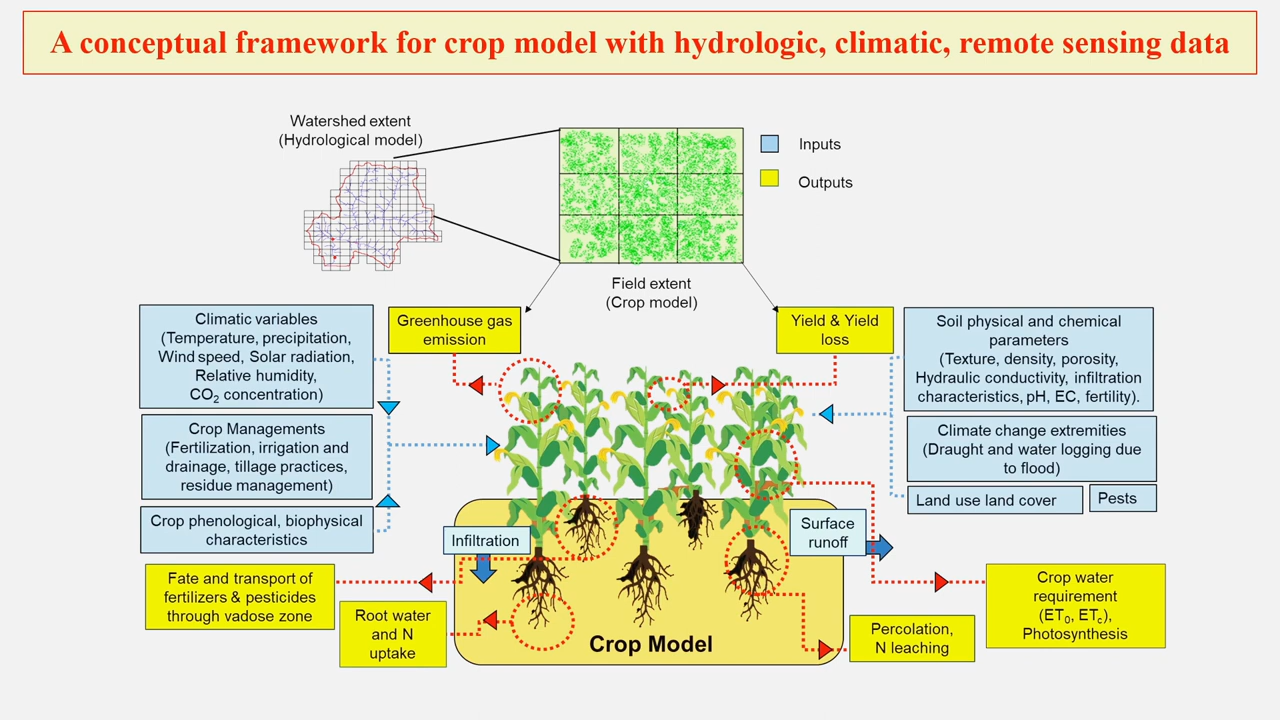 A conceptual framework for crop model with hydrologic, climatic, remote sensing data
Watershed extent
(Hydrological model)
Inputs
Outputs
Field extent
(Crop model)
Climatic variables
(Temperature, precipitation,
Wind speed, Solar radiation,
Relative humidity,
CO₂ concentration)
Greenhouse gas
emission
Yield & Yield
loss
Soil physical and chemical
parameters
(Texture, density, porosity,
Hydraulic conductivity, infiltration
characteristics, pH, EC, fertility).
Crop Managements
(Fertilization, irrigation and
drainage, tillage practices,
residue management)
Climate change extremities
(Draught and water logging due
to flood)
Land use land cover
Pests
Crop phenological, biophysical
characteristics
Infiltration
Surface
runoff
Fate and transport of
fertilizers & pesticides
through vadose zone
Root water
and N
uptake
Crop Model
Percolation,
N leaching
Crop water
requirement
(ET₀, ET꜀),
Photosynthesis